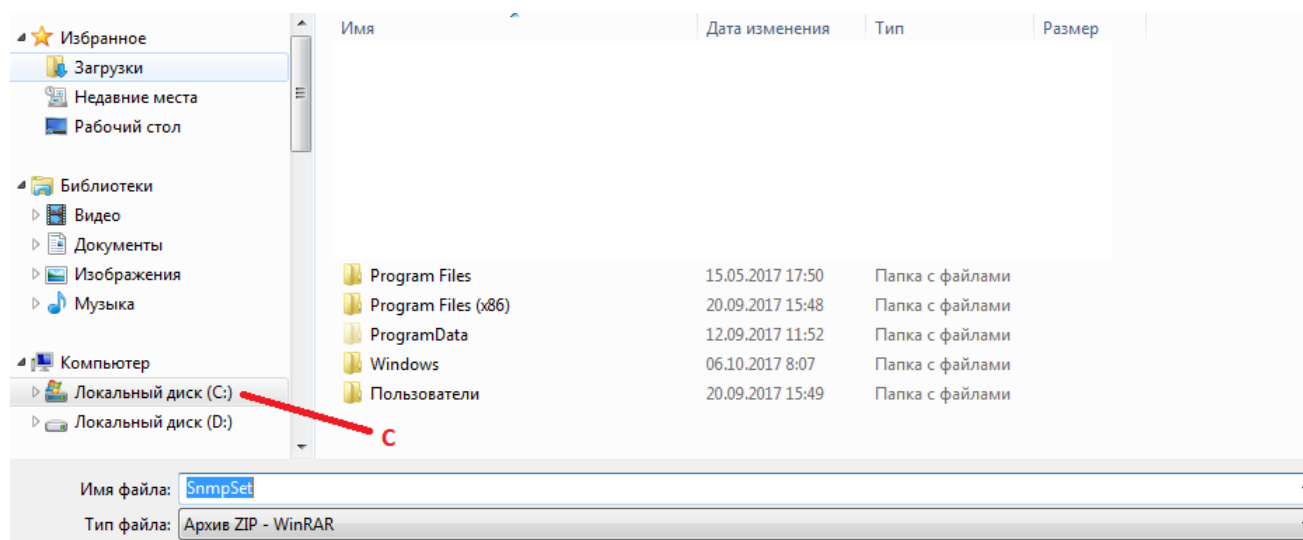 Избранное
Загрузки
Недавние места
Рабочий стол
Библиотеки
Видео
Документы
Изображения
Музыка
Компьютер
Локальный диск (C:)
Локальный диск (D:)
Имя Дата изменения Тип Размер
Program Files 15.05.2017 17:50 Папка с файлами
Program Files (x86) 20.09.2017 15:48 Папка с файлами
ProgramData 12.09.2017 11:52 Папка с файлами
Windows 06.10.2017 8:07 Папка с файлами
Пользователи 20.09.2017 15:49 Папка с файлами
C
Имя файла: SnmpSet
Тип файла: Архив ZIP - WinRAR